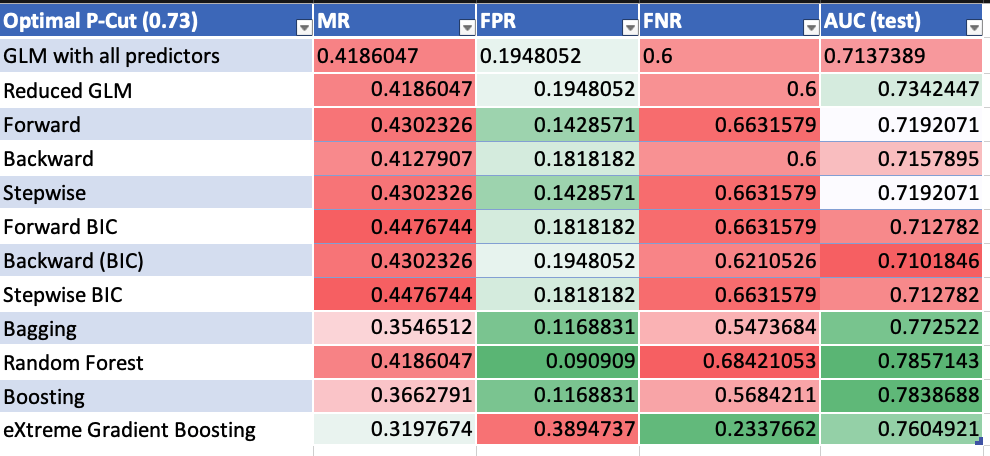 Optimal P-Cut (0.73) MR FPR FNR AUC (test)
GLM with all predictors 0.4186047 0.1948052 0.6 0.7137389
Reduced GLM 0.4186047 0.1948052 0.6 0.7342447
Forward 0.4302326 0.1428571 0.6631579 0.7192071
Backward 0.4127907 0.1818182 0.6 0.7157895
Stepwise 0.4302326 0.1428571 0.6631579 0.7192071
Forward BIC 0.4476744 0.1818182 0.6631579 0.712782
Backward (BIC) 0.4302326 0.1948052 0.6210526 0.7101846
Stepwise BIC 0.4476744 0.1818182 0.6631579 0.712782
Bagging 0.3546512 0.1168831 0.5473684 0.772522
Random Forest 0.4186047 0.090909 0.68421053 0.7857143
Boosting 0.3662791 0.1168831 0.5684211 0.7838688
eXtreme Gradient Boosting 0.3197674 0.3894737 0.2337662 0.7604921